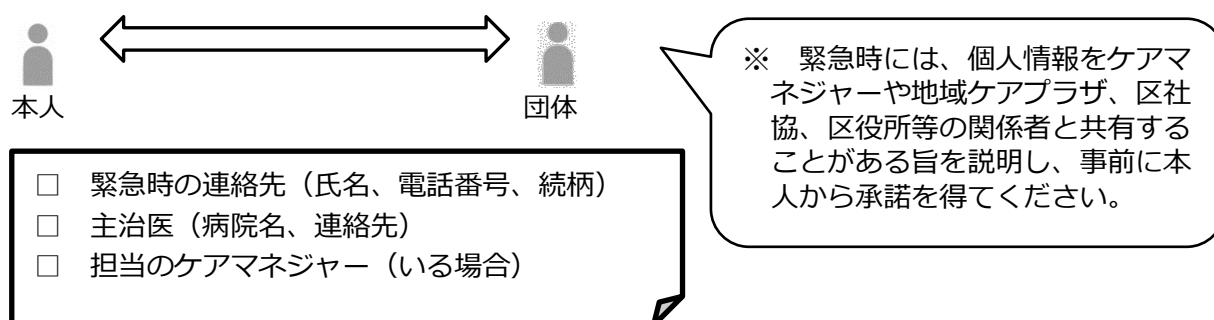 本人
団体
※　緊急時には、個人情報をケアマ
ネジャーや地域ケアプラザ、区社
協、区役所等の関係者と共有する
ことがある旨を説明し、事前に本
人から承諾を得てください。
□　緊急時の連絡先（氏名、電話番号、続柄）
□　主治医（病院名、連絡先）
□　担当のケアマネジャー（いる場合）